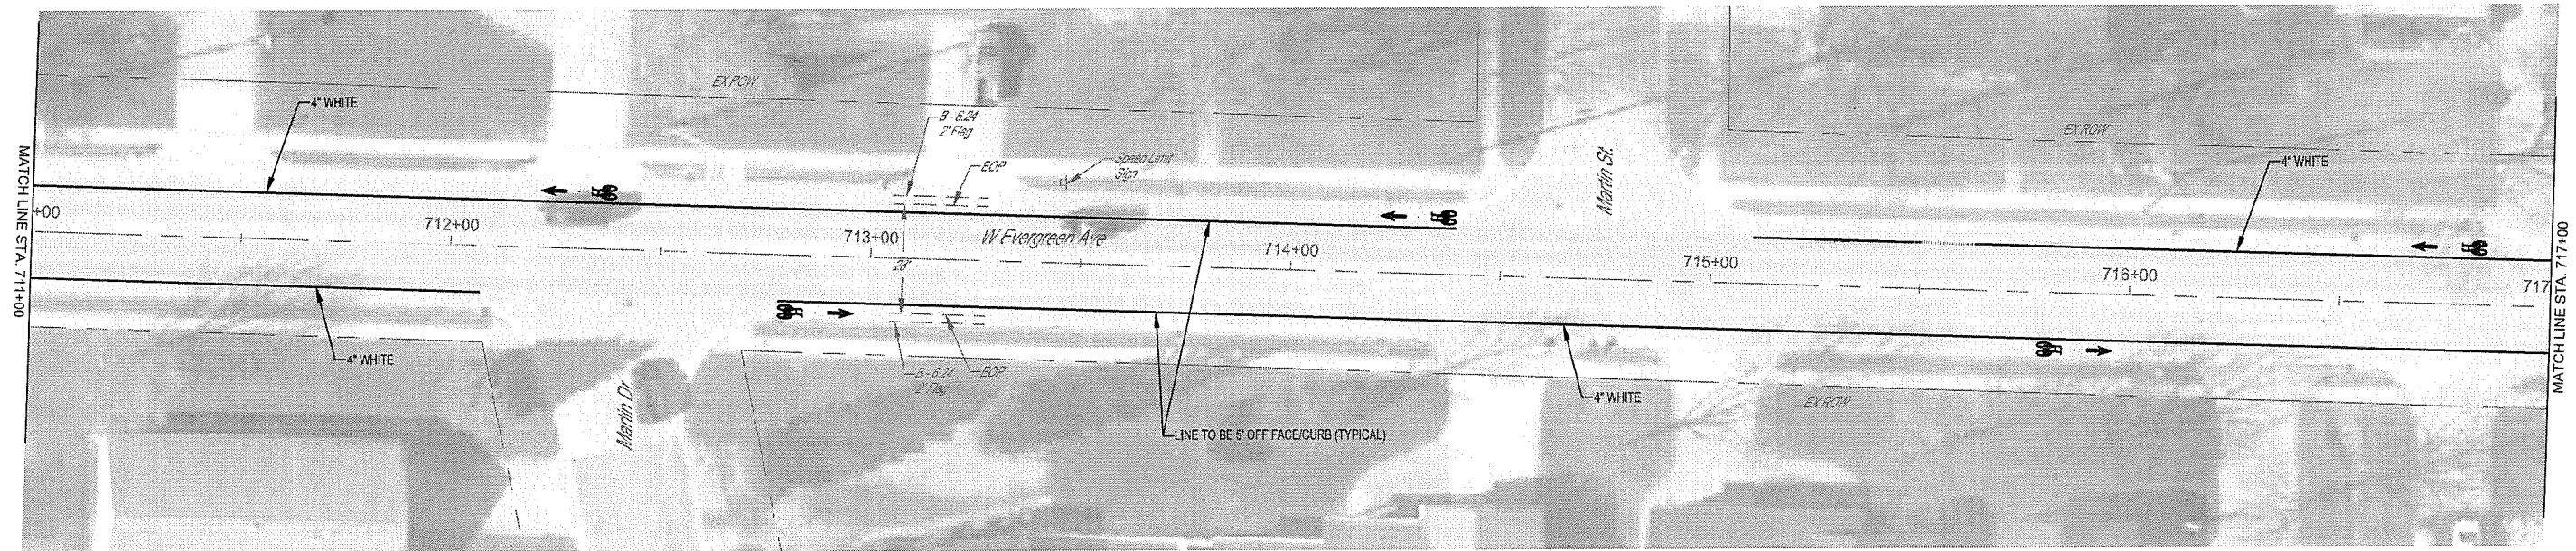 MATCH LINE STA. 711+00
EX ROW
4" WHITE
B - 6.24
2' Flag
EOP
Speed Limit
Sign
Martin St.
EX ROW
4" WHITE
+00
712+00
713+00
W Evergreen Ave
714+00
715+00
716+00
717
28'
4" WHITE
Martin Dr.
B - 6.24
2' Flag
EOP
LINE TO BE 5' OFF FACE/CURB (TYPICAL)
4" WHITE
EX ROW
MATCH LINE STA. 717+00